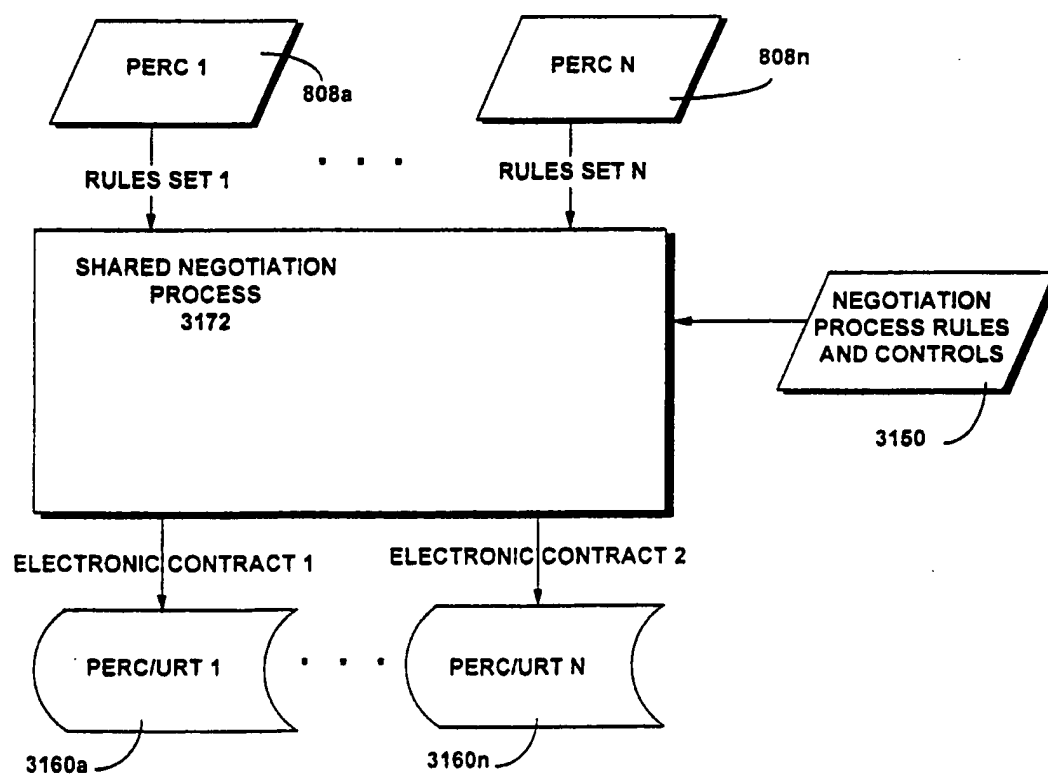 PERC 1
808a
PERC N
808n
RULES SET 1
RULES SET N
SHARED NEGOTIATION
PROCESS
3172
NEGOTIATION
PROCESS RULES
AND CONTROLS
3150
ELECTRONIC CONTRACT 1
ELECTRONIC CONTRACT 2
PERC/URT 1
PERC/URT N
3160a
3160n